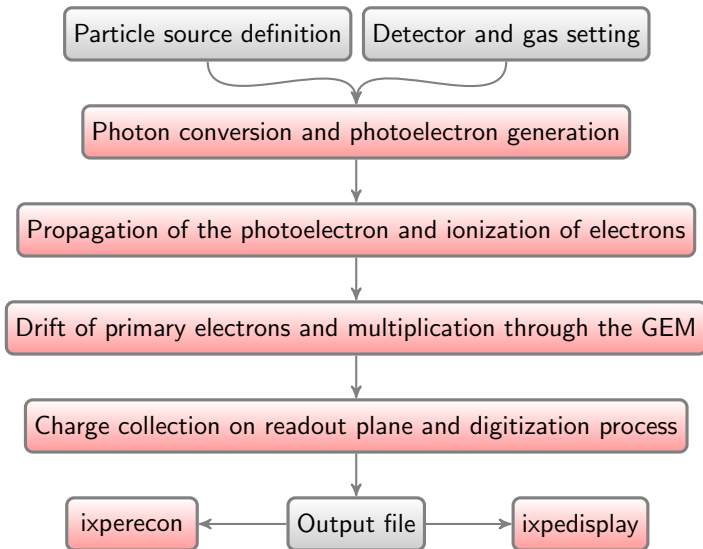 Particle source definition
Detector and gas setting
Photon conversion and photoelectron generation
Propagation of the photoelectron and ionization of electrons
Drift of primary electrons and multiplication through the GEM
Charge collection on readout plane and digitization process
ixperecon
Output file
ixpedisplay